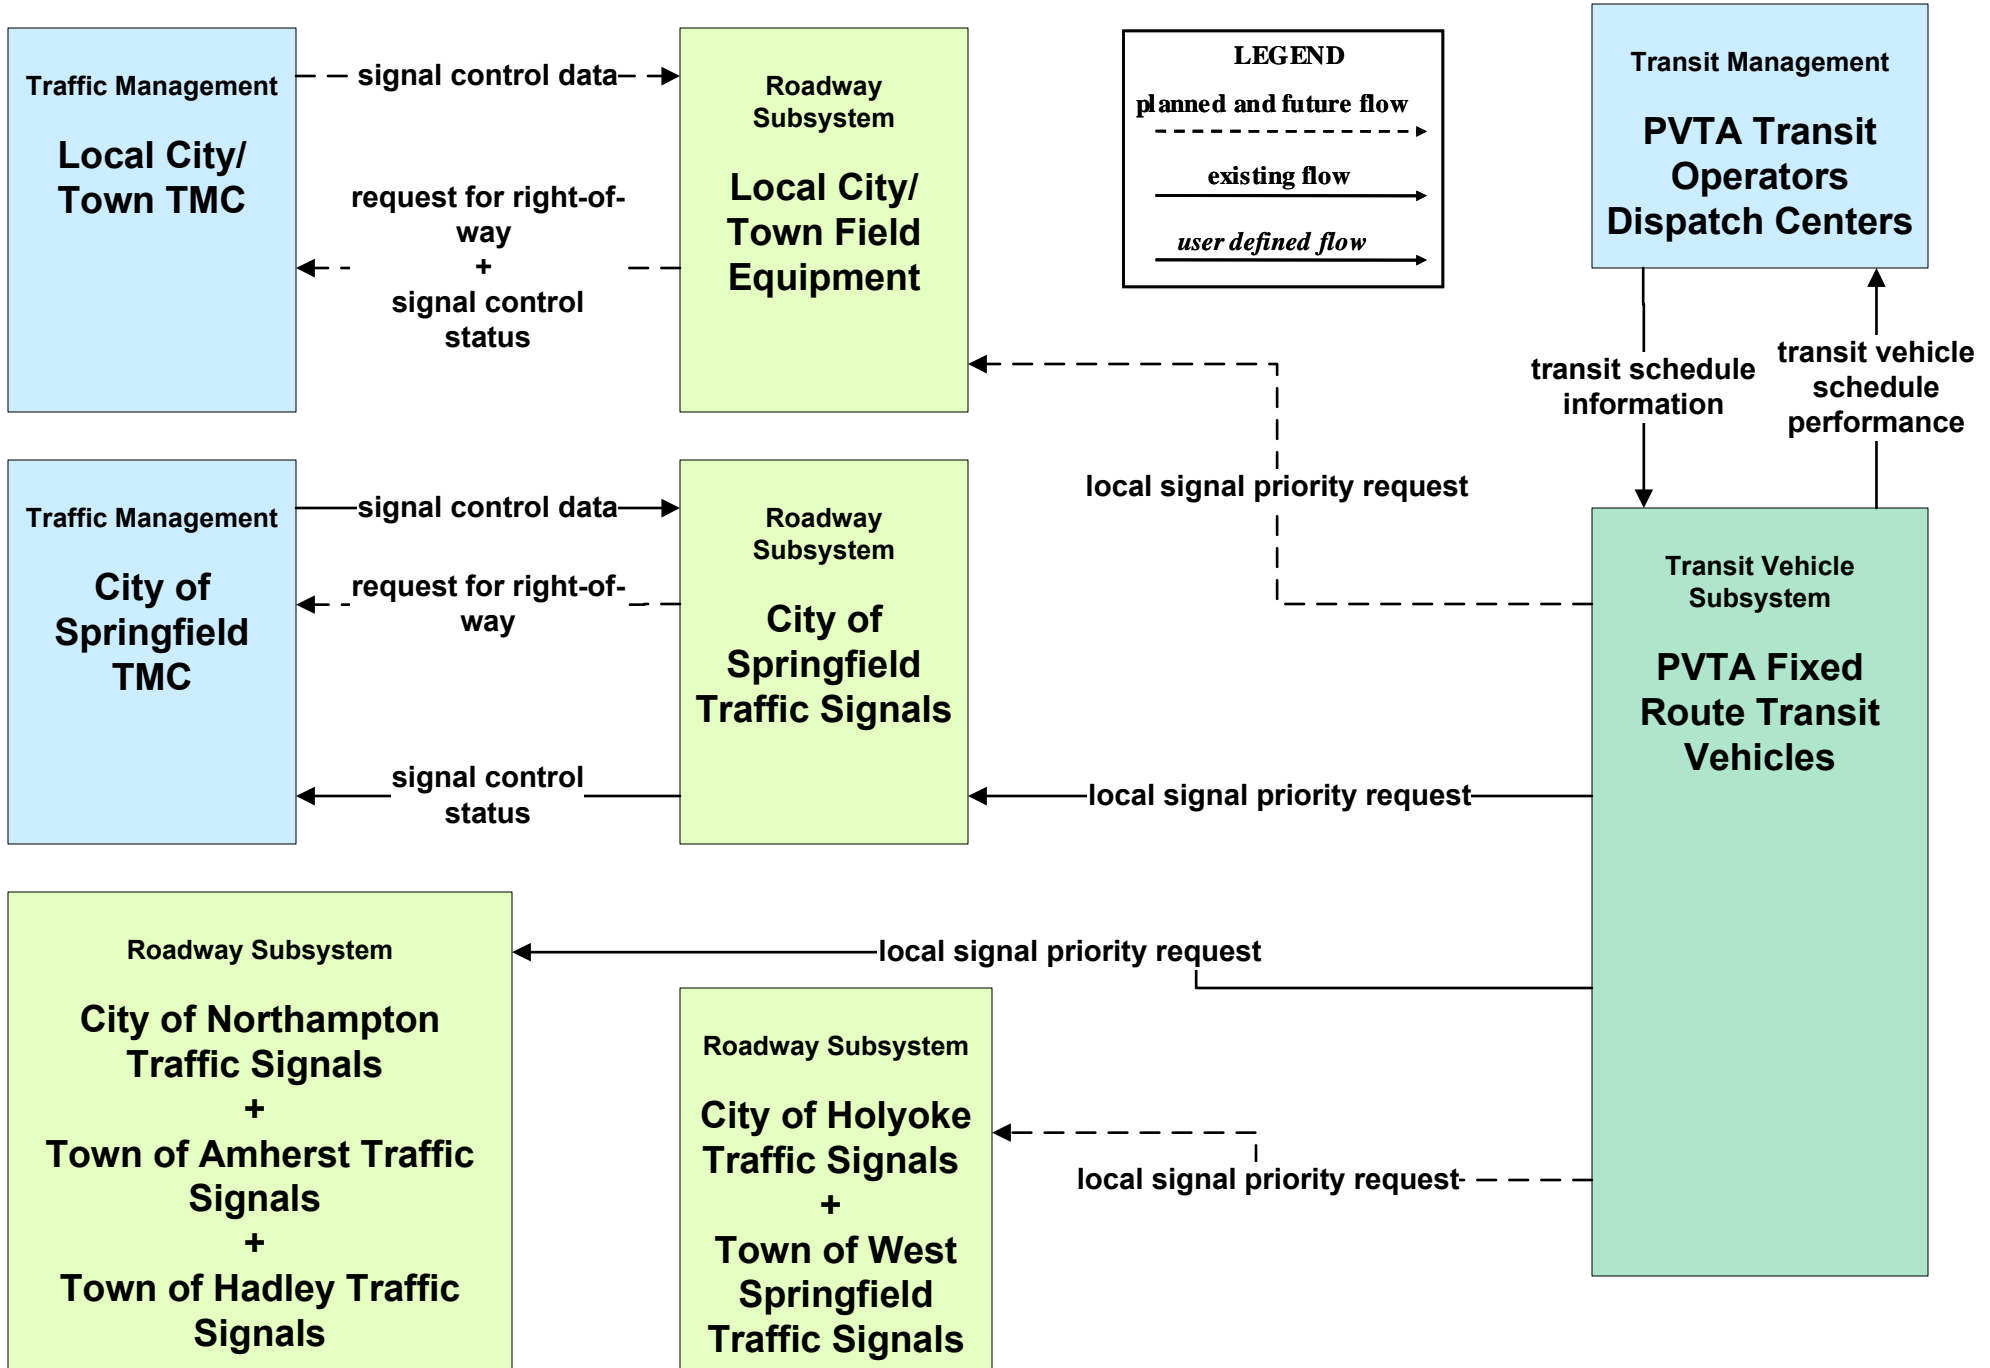 Traffic Management
Local City/
Town TMC
signal control data
request for right-of-
way
+
signal control
status
Roadway
Subsystem
Local City/
Town Field
Equipment
LEGEND
planned and future flow
existing flow
user defined flow
Transit Management
PVTA Transit
Operators
Dispatch Centers
transit schedule
information
transit vehicle
schedule
performance
Traffic Management
City of
Springfield
TMC
signal control data
request for right-of-
way
signal control
status
Roadway
Subsystem
City of
Springfield
Traffic Signals
local signal priority request
local signal priority request
Transit Vehicle
Subsystem
PVTA Fixed
Route Transit
Vehicles
Roadway Subsystem
City of Northampton
Traffic Signals
+
Town of Amherst Traffic
Signals
+
Town of Hadley Traffic
Signals
local signal priority request
Roadway Subsystem
City of Holyoke
Traffic Signals
+
Town of West
Springfield
Traffic Signals
local signal priority request